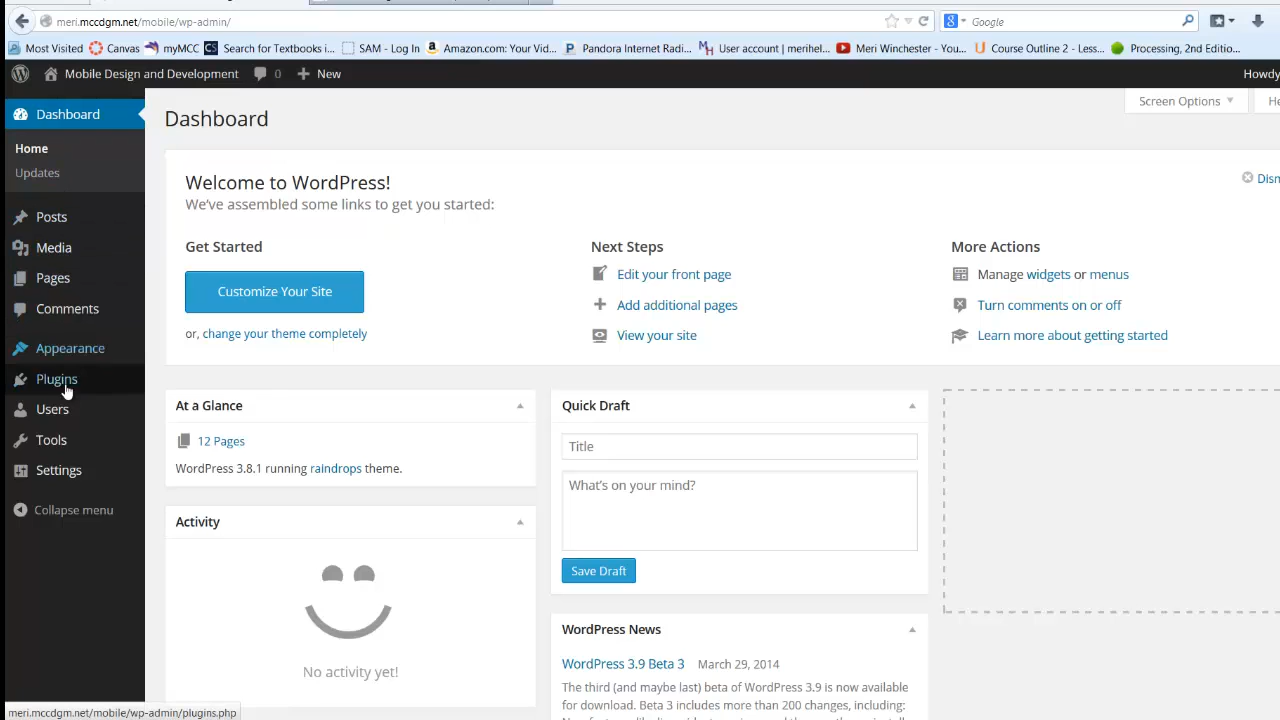 meri.mccdgm.net/mobile/wp-admin/
Google
Most Visited Canvas myMCC Search for Textbooks i... SAM - Log In Amazon.com: Your Vid... Pandora Internet Radi... User account | merihel... Meri Winchester - You... Course Outline 2 - Less... Processing, 2nd Editio...
Mobile Design and Development 0 New Howdy
Screen Options He
Dashboard
Home
Updates
Posts
Media
Pages
Comments
Appearance
Plugins
Users
Tools
Settings
Collapse menu
Dashboard
Welcome to WordPress!
We've assembled some links to get you started:
Dism
Get Started
Customize Your Site
or, change your theme completely
Next Steps
Edit your front page
Add additional pages
View your site
More Actions
Manage widgets or menus
Turn comments on or off
Learn more about getting started
At a Glance
12 Pages
WordPress 3.8.1 running raindrops theme.
Activity
No activity yet!
Quick Draft
Title
What's on your mind?
Save Draft
WordPress News
WordPress 3.9 Beta 3 March 29, 2014
The third (and maybe last) beta of WordPress 3.9 is now available
for download. Beta 3 includes more than 200 changes, including:
meri.mccdgm.net/mobile/wp-admin/plugins.php